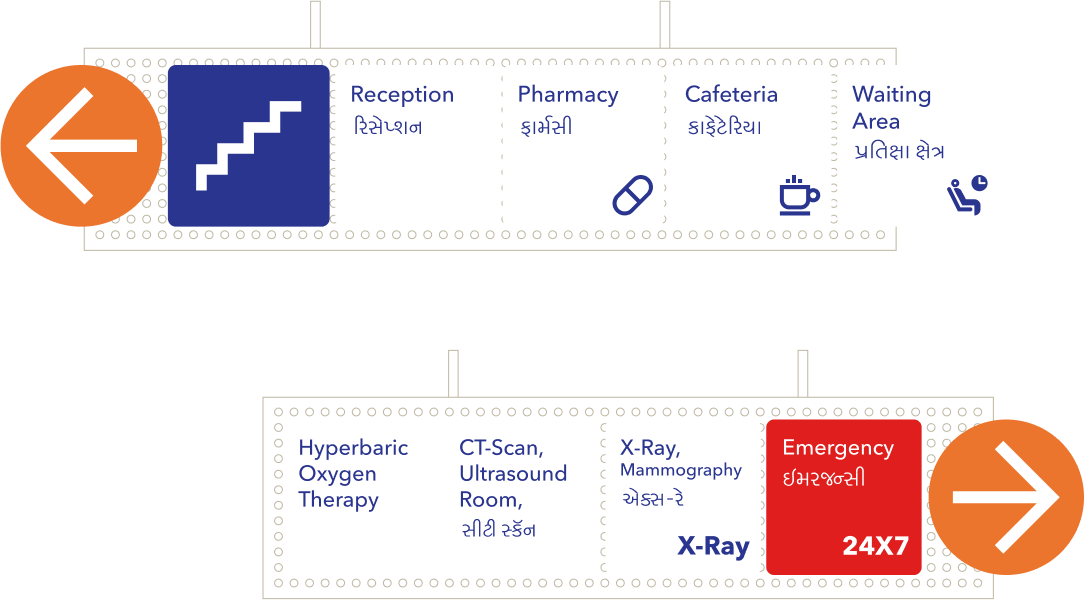 Reception
રિસેપ્શન
Pharmacy
ફાર્મસી
Cafeteria
કાફેટેરિયા
Waiting
Area
પ્રતિક્ષા ક્ષેત્ર
Hyperbaric
Oxygen
Therapy
CT-Scan,
Ultrasound
Room,
સીટી સ્કૅન
X-Ray,
Mammography
એક્સ-રે
X-Ray
Emergency
ઈમરજન્સી
24X7